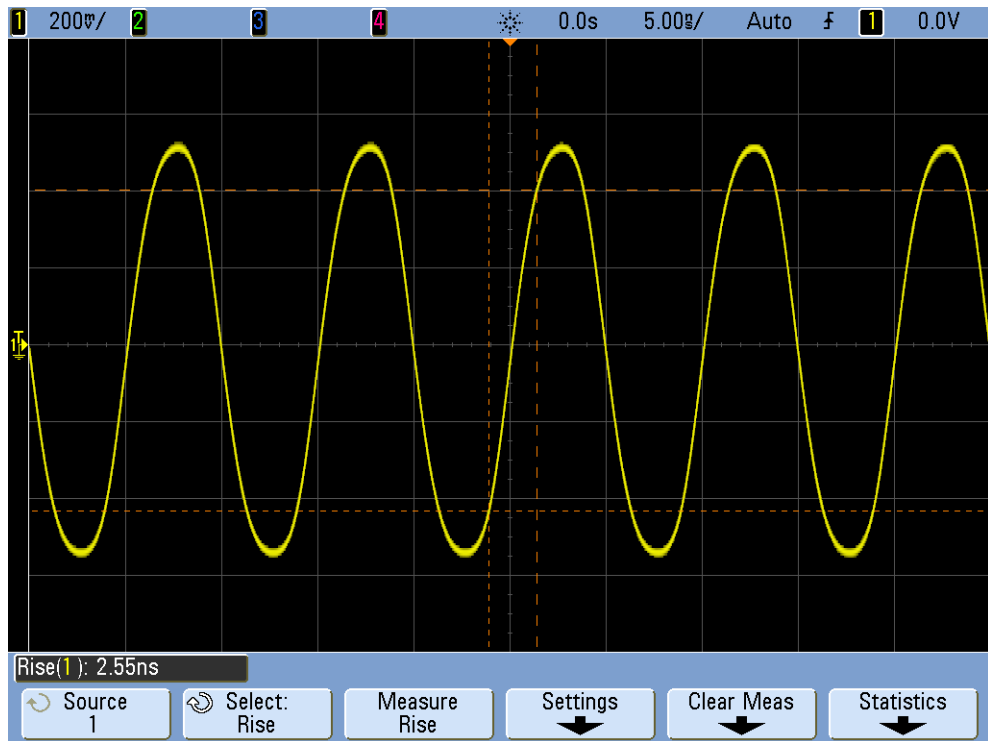 1 200mV/ 2 3 4 0.0s 5.00ns/ Auto 1 0.0V
T
1
Rise(1): 2.55ns
Source Select: Measure Settings Clear Meas Statistics
1 Rise Rise